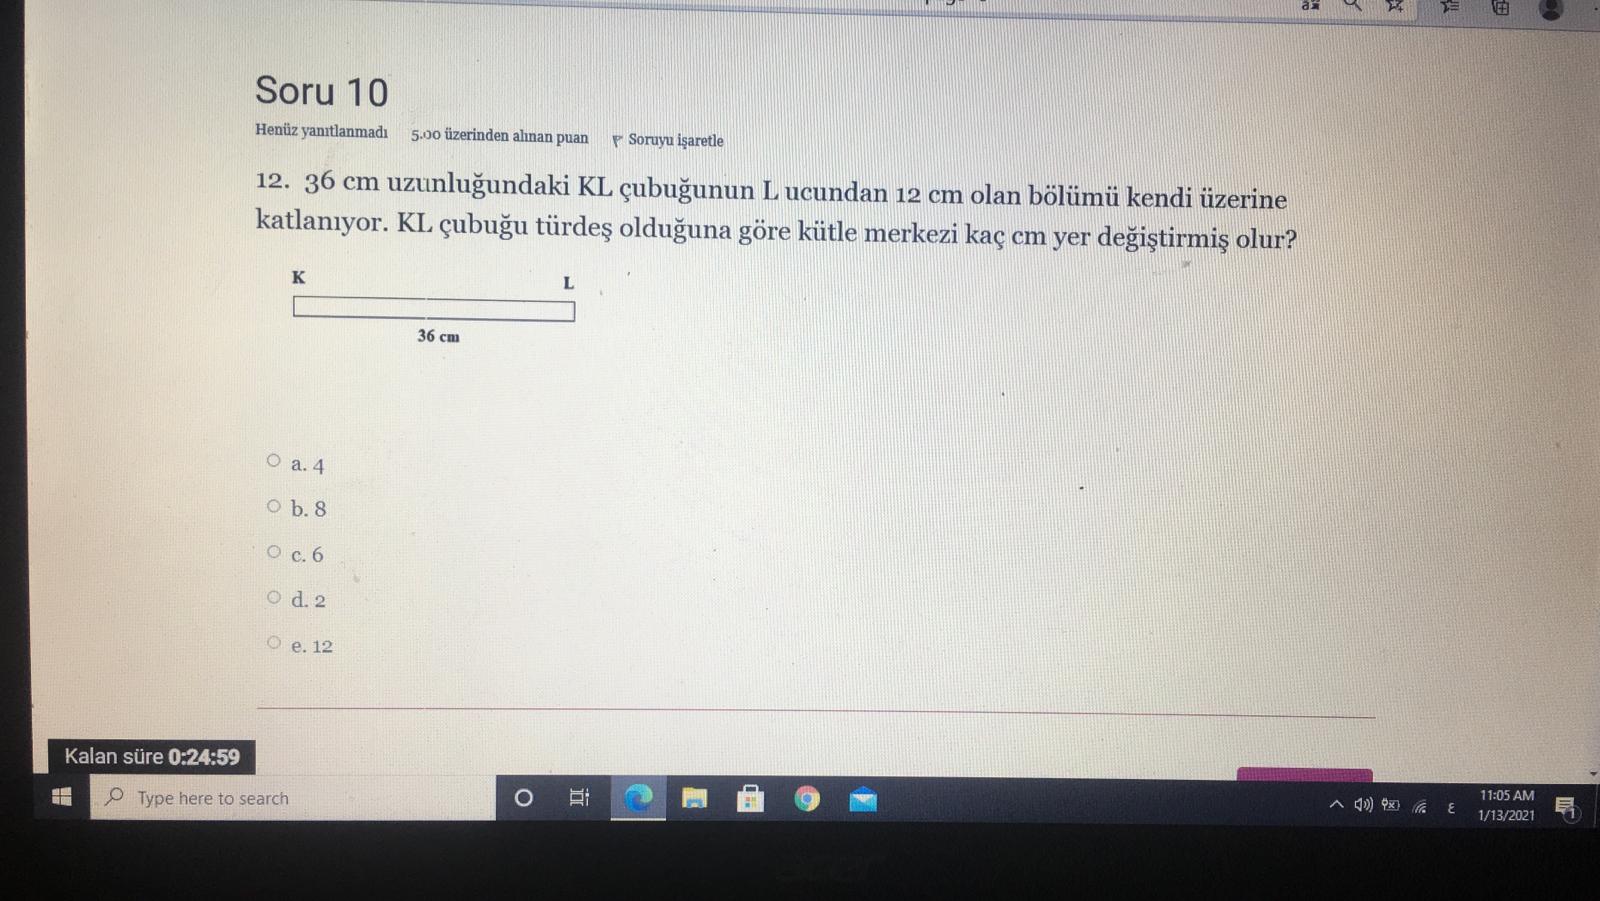 Soru 10
Henüz yanıtlanmadı 5.00 üzerinden alınan puan Soruyu işaretle
12. 36 cm uzunluğundaki KL çubuğunun L ucundan 12 cm olan bölümü kendi üzerine
katlanıyor. KL çubuğu türdeş olduğuna göre kütle merkezi kaç cm yer değiştirmiş olur?
K L
36 cm
a. 4
b. 8
c. 6
d. 2
e. 12
Kalan süre 0:24:59
Type here to search
ع
11:05 AM
1/13/2021
1